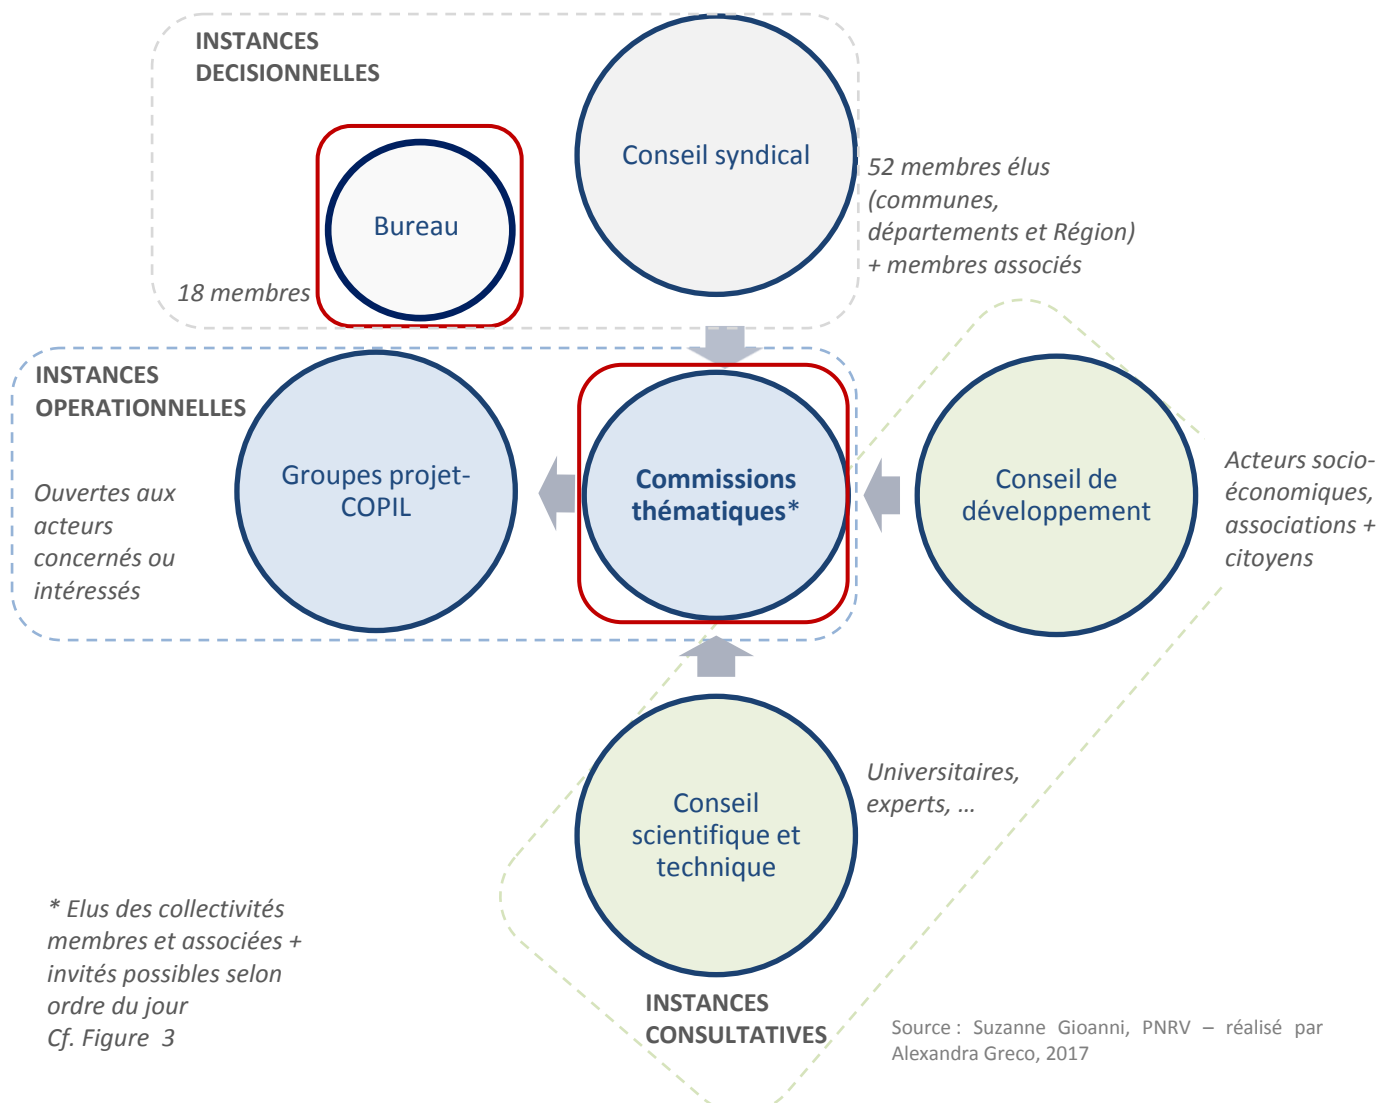 INSTANCES
DECISIONNELLES
Conseil syndical
52 membres élus
(communes,
départements et Région)
+ membres associés
Bureau
18 membres
INSTANCES
OPERATIONNELLES
Ouvertes aux
acteurs
concernés ou
intéressés
Groupes projet-
COPIL
Commissions
thématiques*
Conseil de
développement
Acteurs socio-
économiques,
associations +
citoyens
Conseil
scientifique et
technique
Universitaires,
experts, …
INSTANCES
CONSULTATIVES
* Elus des collectivités
membres et associées +
invités possibles selon
ordre du jour
Cf. Figure 3
Source : Suzanne Gioanni, PNRV – réalisé par
Alexandra Greco, 2017